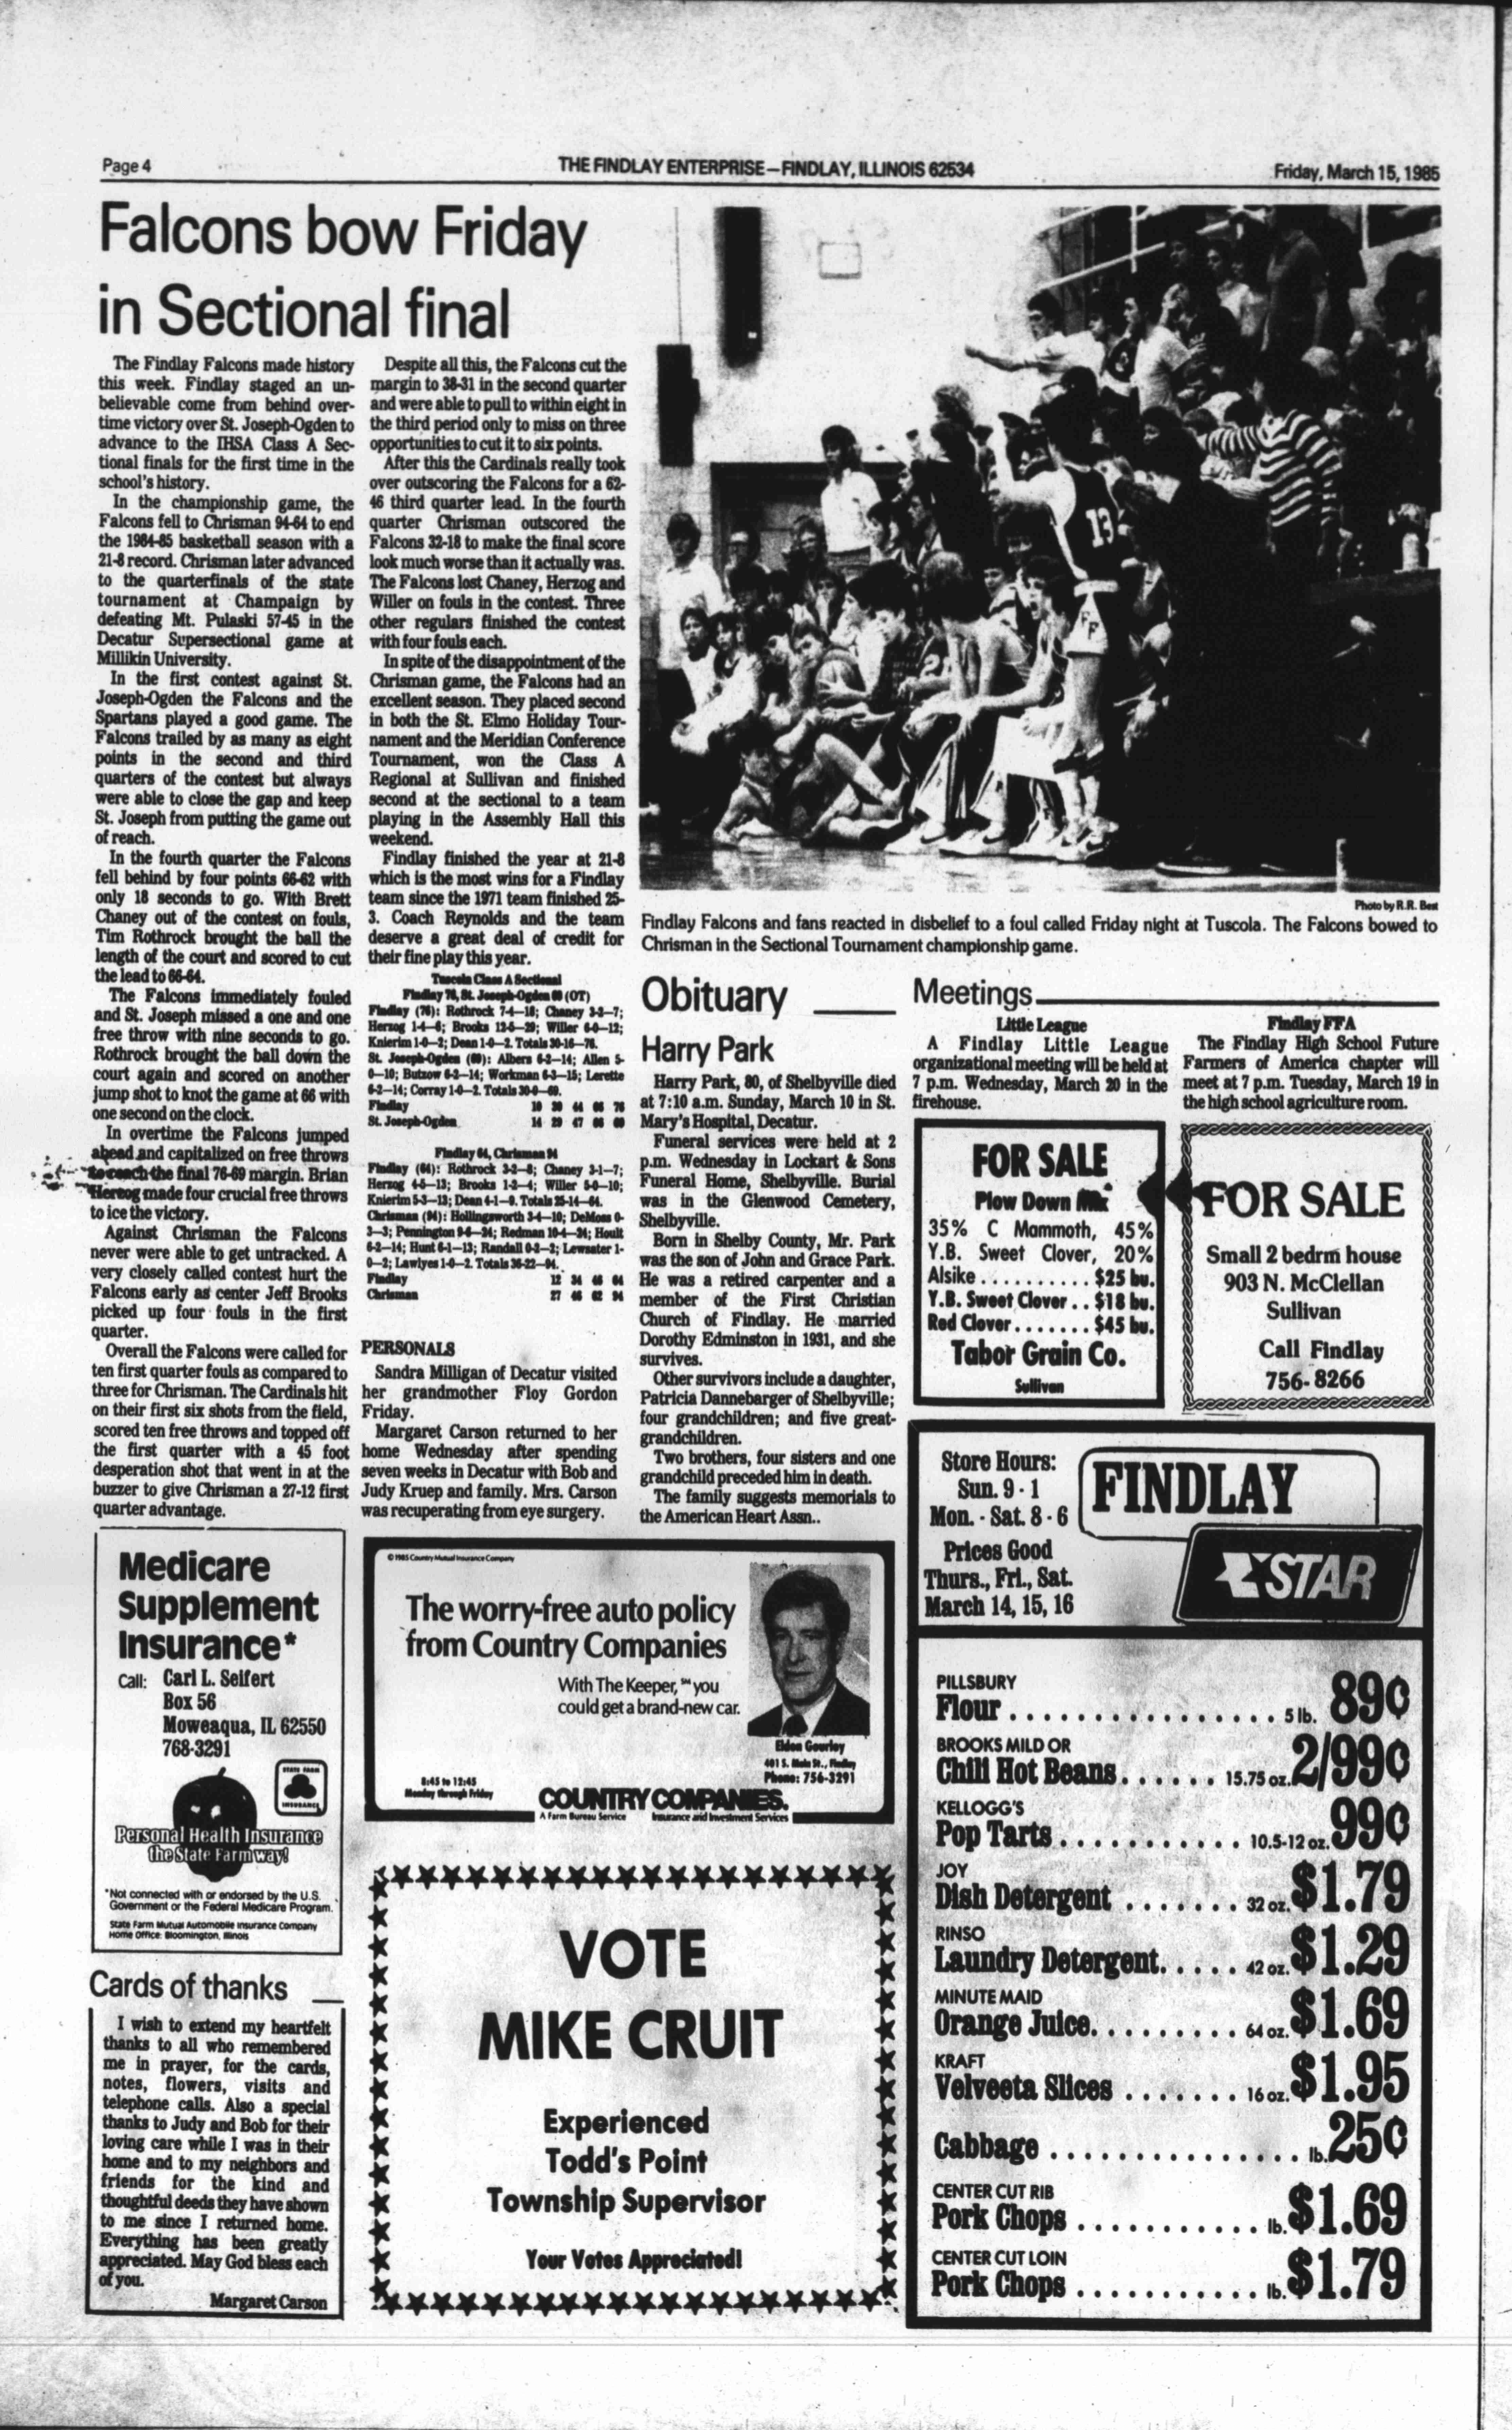 Page 4
THE FINDLAY ENTERPRISE—FINDLAY, ILLINOIS 62534
Friday, March 15, 1985
Falcons bow Friday
in Sectional final
The Findlay Falcons made history
this week. Findlay staged an un-
believable come from behind over-
time victory over St. Joseph-Ogden to
advance to the IHSA Class A Sec-
tional finals for the first time in the
school's history.
In the championship game, the
Falcons fell to Chrisman 94-64 to end
the 1984-85 basketball season with a
21-8 record. Chrisman later advanced
to the quarterfinals of the state
tournament at Champaign by
defeating Mt. Pulaski 57-45 in the
Decatur Supersectional game at
Millikin University.
In the first contest against St.
Joseph-Ogden the Falcons and the
Spartans played a good game. The
Falcons trailed by as many as eight
points in the second and third
quarters of the contest but always
were able to close the gap and keep
St. Joseph from putting the game out
of reach.
In the fourth quarter the Falcons
fell behind by four points 66-62 with
only 18 seconds to go. With Brett
Chaney out of the contest on fouls,
Tim Rothrock brought the ball the
length of the court and scored to cut
the lead to 66-64.
The Falcons immediately fouled
and St. Joseph missed a one and one
free throw with nine seconds to go.
Rothrock brought the ball down the
court again and scored on another
jump shot to knot the game at 66 with
one second on the clock.
In overtime the Falcons jumped
ahead and capitalized on free throws
to reach the final 76-69 margin. Brian
Herzog made four crucial free throws
to ice the victory.
Against Chrisman the Falcons
never were able to get untracked. A
very closely called contest hurt the
Falcons early as center Jeff Brooks
picked up four fouls in the first
quarter.
Overall the Falcons were called for
ten first quarter fouls as compared to
three for Chrisman. The Cardinals hit
on their first six shots from the field,
scored ten free throws and topped off
the first quarter with a 45 foot
desperation shot that went in at the
buzzer to give Chrisman a 27-12 first
quarter advantage.
Despite all this, the Falcons cut the
margin to 38-31 in the second quarter
and were able to pull to within eight in
the third period only to miss on three
opportunities to cut it to six points.
After this the Cardinals really took
over outscoring the Falcons for a 62-
46 third quarter lead. In the fourth
quarter Chrisman outscored the
Falcons 32-18 to make the final score
look much worse than it actually was.
The Falcons lost Chaney, Herzog and
Willer on fouls in the contest. Three
other regulars finished the contest
with four fouls each.
In spite of the disappointment of the
Chrisman game, the Falcons had an
excellent season. They placed second
in both the St. Elmo Holiday Tour-
nament and the Meridian Conference
Tournament, won the Class A
Regional at Sullivan and finished
second at the sectional to a team
playing in the Assembly Hall this
weekend.
Findlay finished the year at 21-8
which is the most wins for a Findlay
team since the 1971 team finished 25-
3. Coach Reynolds and the team
deserve a great deal of credit for
their fine play this year.
Tuscola Class A Sectional
Findlay 76, St. Joseph-Ogden 69 (OT)
Findlay (76): Rothrock 7-4—18; Chaney 3-2—7;
Herzog 1-4—6; Brooks 12-5—29; Willer 6-0—12;
Knierim 1-0—2; Dean 1-0—2. Totals 30-16—76.
St. Joseph-Ogden (69): Albers 6-2—14; Allen 5-
0—10; Butzow 6-2—14; Workman 6-3—15; Lerette
6-2—14; Corray 1-0—2. Totals 30-9—69.
Findlay 66 76
St. Joseph-Ogden 14 29 47 66 69
Findlay 64, Chrisman 94
Findlay (64): Rothrock 3-2—8; Chaney 3-1—7;
Herzog 4-5—13; Brooks 1-2—4; Willer 5-0—10;
Knierim 5-3—13; Dean 4-1—9. Totals 25-14—64.
Chrisman (94): Hollingsworth 3-4—10; DeMoss 0-
3—3; Pennington 9-6—24; Redman 10-4—24; Hoult
6-2—14; Hunt 6-1—13; Randall 0-2—2; Lewsater 1-
0—2; Lawlyes 1-0—2. Totals 36-22—94.
Findlay 12 34 46 64
Chrisman 27 46 62 94
PERSONALS
Sandra Milligan of Decatur visited
her grandmother Floy Gordon
Friday.
Margaret Carson returned to her
home Wednesday after spending
seven weeks in Decatur with Bob and
Judy Kruep and family. Mrs. Carson
was recuperating from eye surgery.
13
FF
Photo by R.R. Best
Findlay Falcons and fans reacted in disbelief to a foul called Friday night at Tuscola. The Falcons bowed to
Chrisman in the Sectional Tournament championship game.
Obituary
Harry Park
Harry Park, 80, of Shelbyville died
at 7:10 a.m. Sunday, March 10 in St.
Mary's Hospital, Decatur.
Funeral services were held at 2
p.m. Wednesday in Lockart & Sons
Funeral Home, Shelbyville. Burial
was in the Glenwood Cemetery,
Shelbyville.
Born in Shelby County, Mr. Park
was the son of John and Grace Park.
He was a retired carpenter and a
member of the First Christian
Church of Findlay. He married
Dorothy Edminston in 1931, and she
survives.
Other survivors include a daughter,
Patricia Dannebarger of Shelbyville;
four grandchildren; and five great-
grandchildren.
Two brothers, four sisters and one
grandchild preceded him in death.
The family suggests memorials to
the American Heart Assn..
Meetings
Little League
A Findlay Little League
organizational meeting will be held at
7 p.m. Wednesday, March 20 in the
firehouse.
Findlay FFA
The Findlay High School Future
Farmers of America chapter will
meet at 7 p.m. Tuesday, March 19 in
the high school agriculture room.
FOR SALE
Plow Down Mix
35% C Mammoth, 45%
Y.B. Sweet Clover, 20%
Alsike.......... $25 bu.
Y.B. Sweet Clover.. $18 bu.
Red Clover....... $45 bu.
Tabor Grain Co.
Sullivan
FOR SALE
Small 2 bedrm house
903 N. McClellan
Sullivan
Call Findlay
756-8266
Medicare
Supplement
Insurance*
Call: Carl L. Seifert
Box 56
Moweaqua, IL 62550
768-3291
STATE FARM
INSURANCE
Personal Health Insurance
the State Farm way!
*Not connected with or endorsed by the U.S.
Government or the Federal Medicare Program.
State Farm Mutual Automobile Insurance Company
Home Office: Bloomington, Illinois
Cards of thanks
I wish to extend my heartfelt
thanks to all who remembered
me in prayer, for the cards,
notes, flowers, visits and
telephone calls. Also a special
thanks to Judy and Bob for their
loving care while I was in their
home and to my neighbors and
friends for the kind and
thoughtful deeds they have shown
to me since I returned home.
Everything has been greatly
appreciated. May God bless each
of you.
Margaret Carson
© 1985 Country Mutual Insurance Company
The worry-free auto policy
from Country Companies
With The Keeper,℠ you
could get a brand-new car.
Eldon Gourley
401 S. Main St., Findlay
Phone: 756-3291
8:45 to 12:45
Monday through Friday
COUNTRY COMPANIES.
A Farm Bureau Service
Insurance and Investment Services
VOTE
MIKE CRUIT
Experienced
Todd's Point
Township Supervisor
Your Votes Appreciated!
Store Hours:
Sun. 9 - 1
Mon. - Sat. 8 - 6
Prices Good
Thurs., Fri., Sat.
March 14, 15, 16
FINDLAY
STAR
PILLSBURY
Flour................ 5 lb. 89¢
BROOKS MILD OR
Chili Hot Beans...... 15.75 oz. 2/99¢
KELLOGG'S
Pop Tarts........... 10.5-12 oz. 99¢
JOY
Dish Detergent....... 32 oz. $1.79
RINSO
Laundry Detergent..... 42 oz. $1.29
MINUTE MAID
Orange Juice......... 64 oz. $1.69
KRAFT
Velveeta Slices....... 16 oz. $1.95
Cabbage............... lb. 25¢
CENTER CUT RIB
Pork Chops........... lb. $1.69
CENTER CUT LOIN
Pork Chops........... lb. $1.79